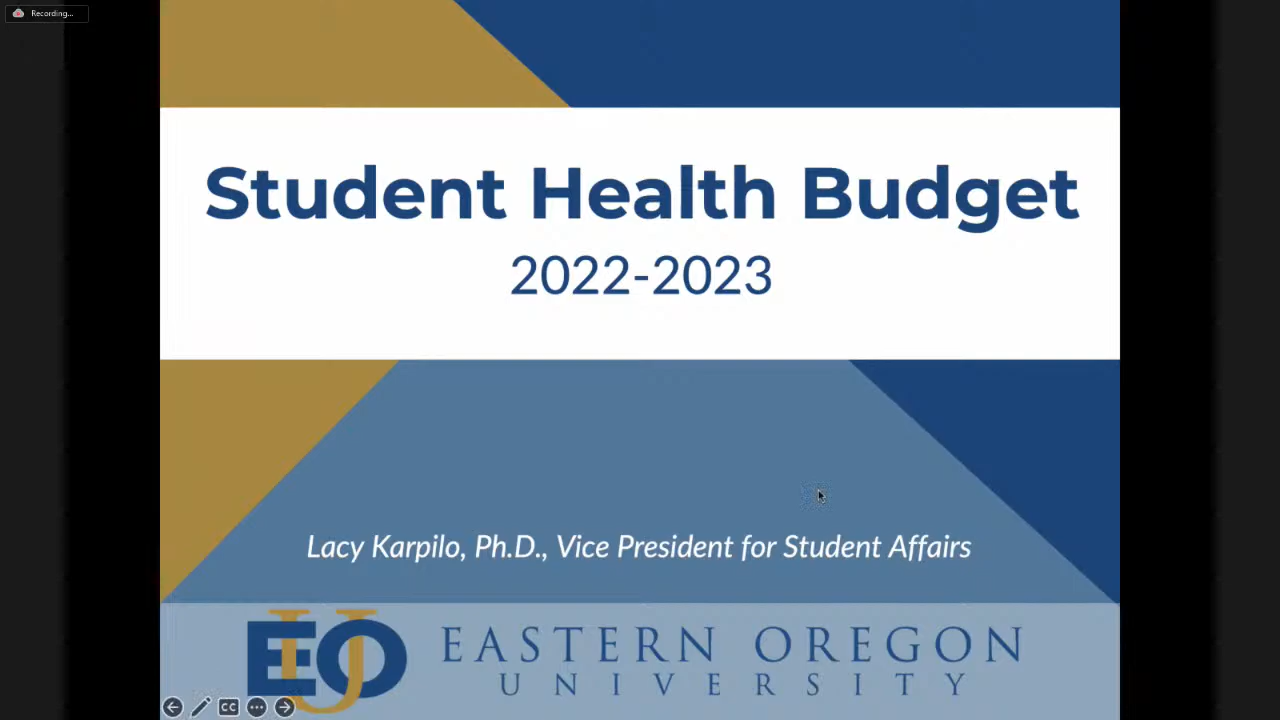 Recording...
Student Health Budget
2022-2023
Lacy Karpilo, Ph.D., Vice President for Student Affairs
EOU EASTERN OREGON
UNIVERSITY
CC